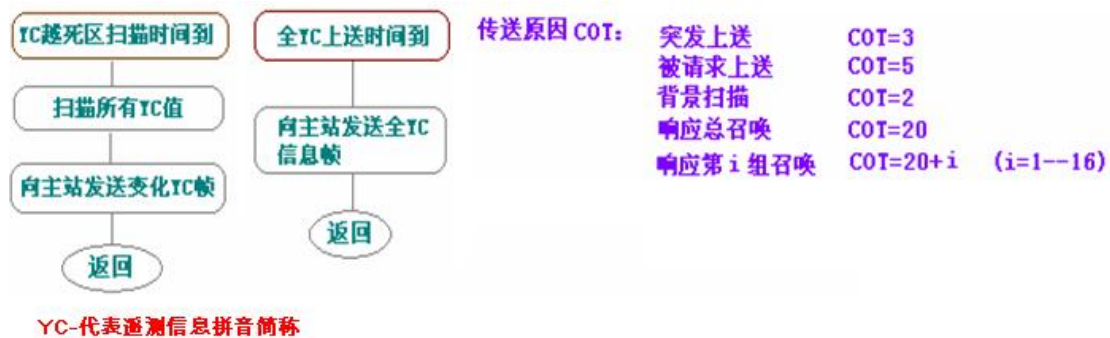 YC越死区扫描时间到
扫描所有YC值
向主站发送变化YC帧
返回
全YC上送时间到
向主站发送全YC
信息帧
返回
传送原因COT：
突发上送 COT=3
被请求上送 COT=5
背景扫描 COT=2
响应总召唤 COT=20
响应第i组召唤 COT=20+i (i=1--16)
YC-代表遥测信息拼音简称